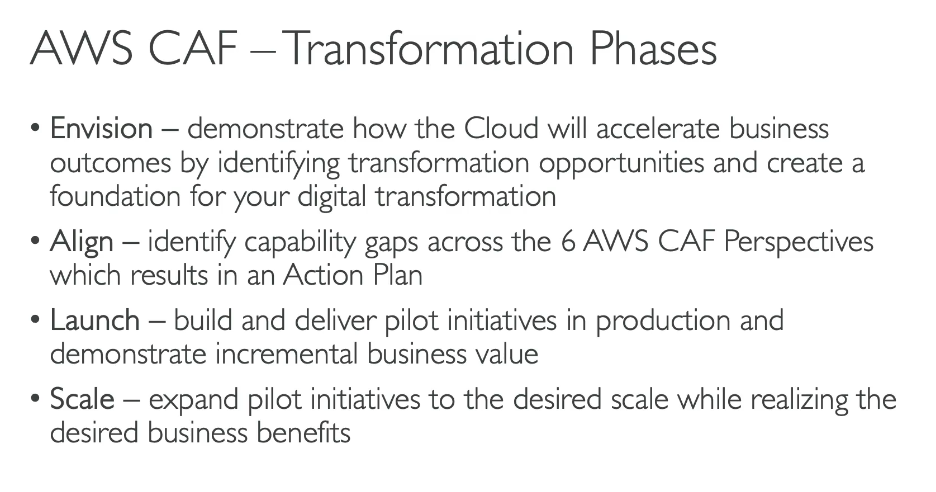 AWS CAF – Transformation Phases
• Envision – demonstrate how the Cloud will accelerate business
outcomes by identifying transformation opportunities and create a
foundation for your digital transformation
• Align – identify capability gaps across the 6 AWS CAF Perspectives
which results in an Action Plan
• Launch – build and deliver pilot initiatives in production and
demonstrate incremental business value
• Scale – expand pilot initiatives to the desired scale while realizing the
desired business benefits